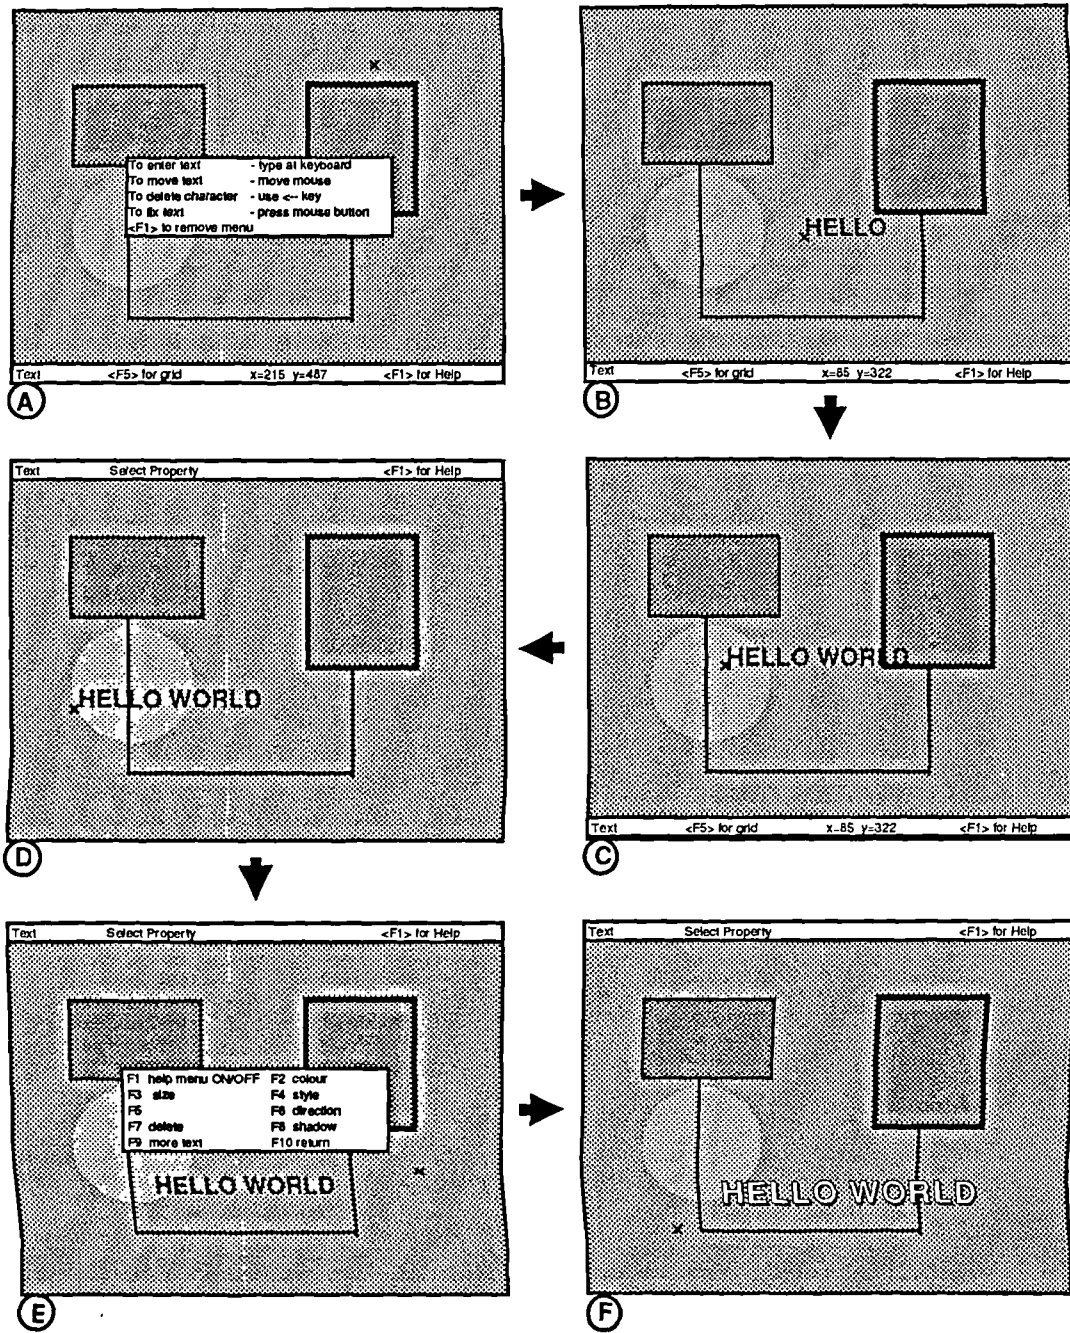 To enter text - type at keyboard
To move text - move mouse
To delete character - use <-- key
To fix text - press mouse button
<F1> to remove menu
Text <F5> for grid x=215 y=487 <F1> for Help
A
HELLO
Text <F5> for grid x=85 y=322 <F1> for Help
B
Text Select Property <F1> for Help
HELLO WORLD
D
HELLO WORLD
Text <F5> for grid x=85 y=322 <F1> for Help
C
Text Select Property <F1> for Help
F1 help menu ON/OFF F2 colour
F3 size F4 style
F5 F6 direction
F7 delete F8 shadow
F9 more text F10 return
HELLO WORLD
E
Text Select Property <F1> for Help
HELLO WORLD
F